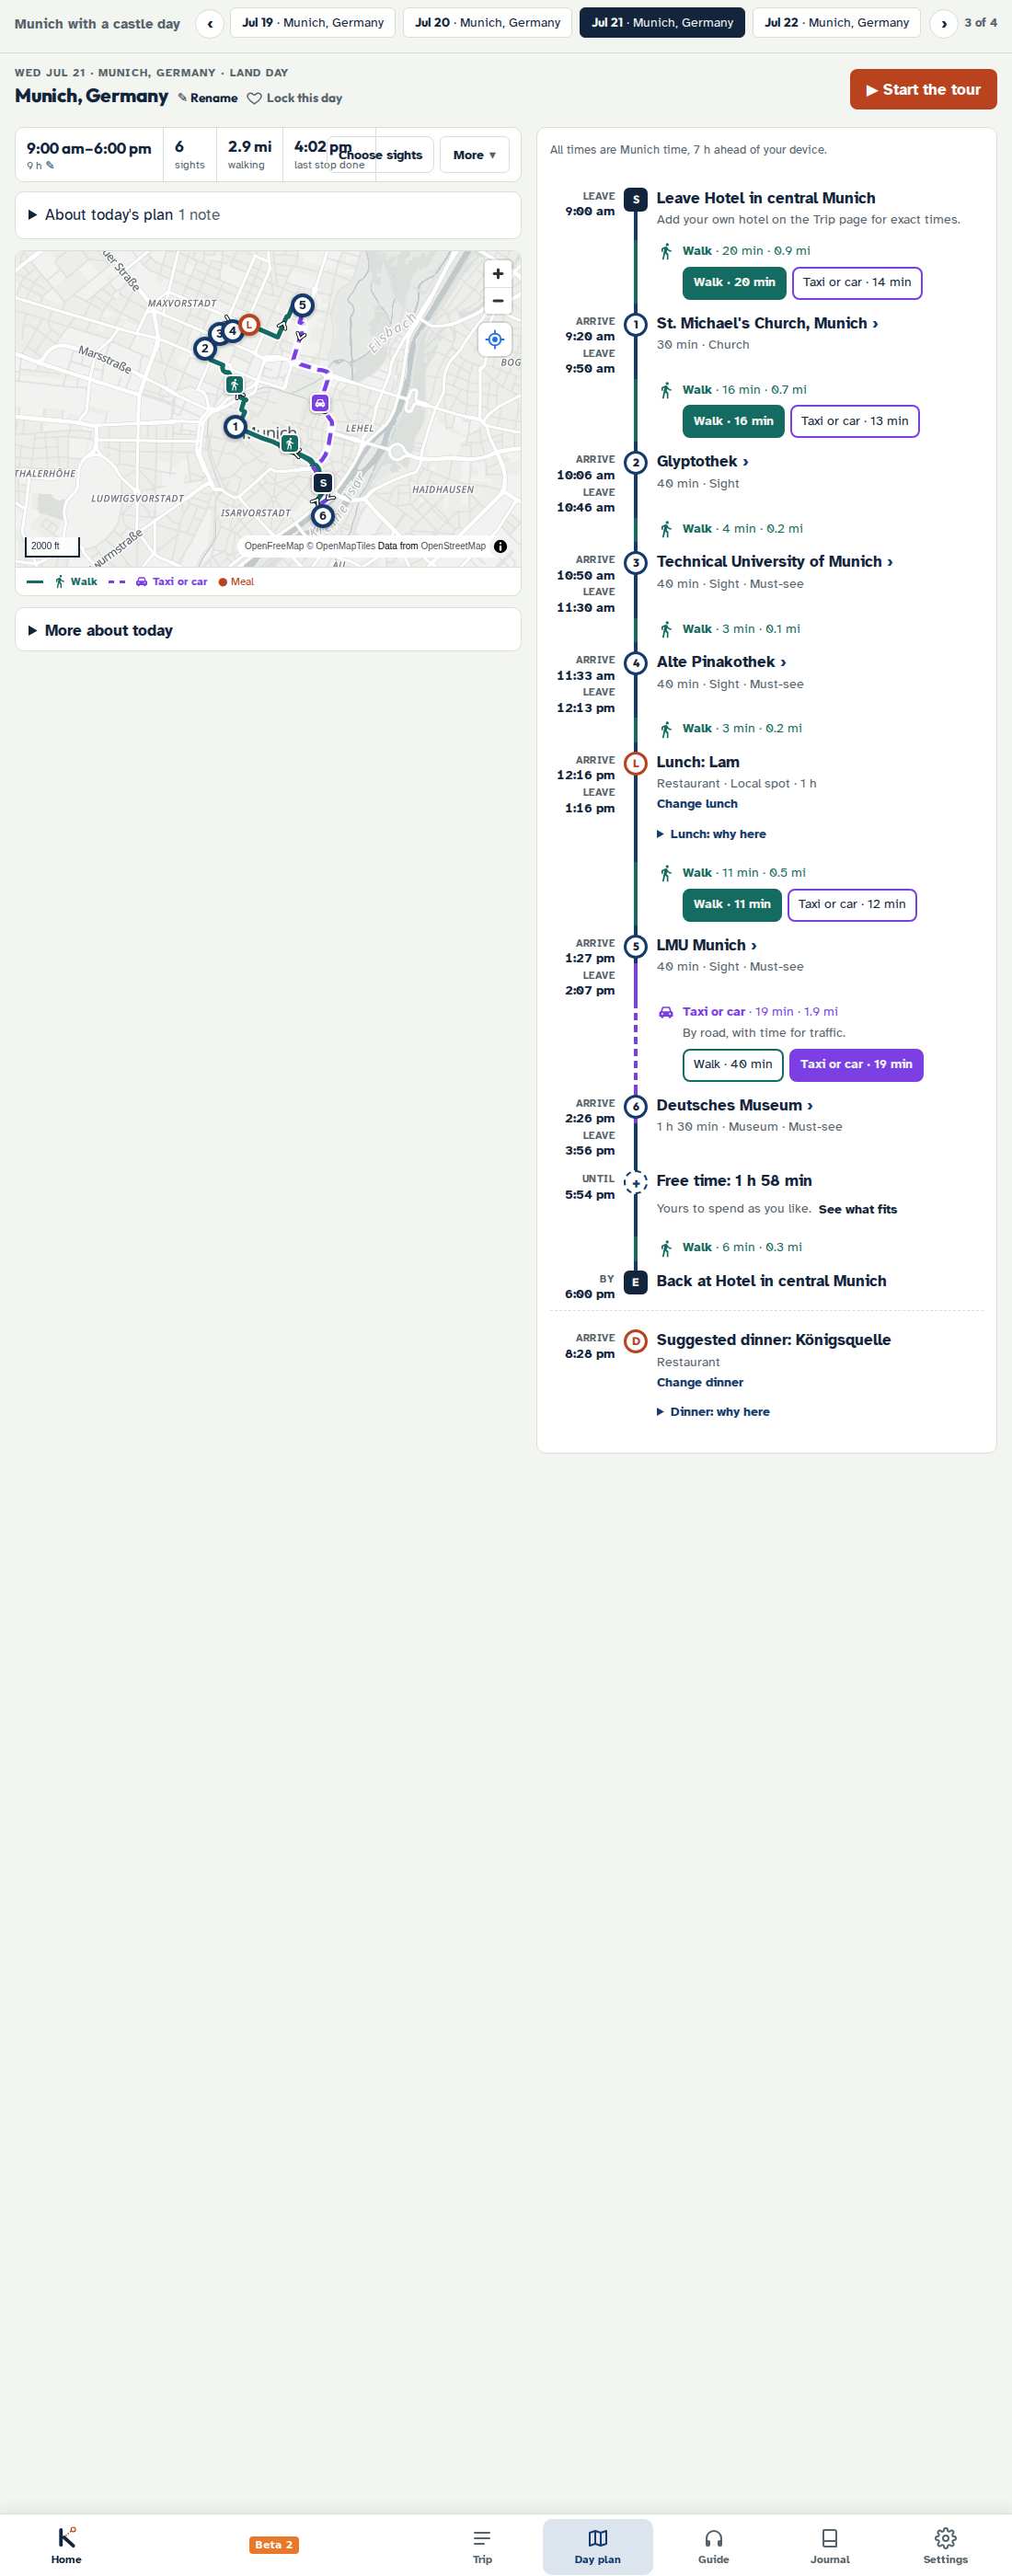 Munich with a castle day
‹
Jul 19 · Munich, Germany
Jul 20 · Munich, Germany
Jul 21 · Munich, Germany
Jul 22 · Munich, Germany
›
3 of 4
WED JUL 21 · MUNICH, GERMANY · LAND DAY
Munich, Germany ✎ Rename ♡ Lock this day
▶ Start the tour
9:00 am–6:00 pm
9 h ✎
6
sights
2.9 mi
walking
4:02 pm
last stop done
Choose sights
More ▼
▶ About today's plan 1 note
MAXVORSTADT
Marsstraße
Eisbach
BOG
LEHEL
THALERHÖHE
LUDWIGSVORSTADT
ISARVORSTADT
HAIDHAUSEN
AU
1
2
3
4
L
5
S
6
+
−
2000 ft
OpenFreeMap © OpenMapTiles Data from OpenStreetMap
Walk
Taxi or car
Meal
▶ More about today
All times are Munich time, 7 h ahead of your device.
LEAVE
9:00 am
S
Leave Hotel in central Munich
Add your own hotel on the Trip page for exact times.
Walk · 20 min · 0.9 mi
Walk · 20 min
Taxi or car · 14 min
ARRIVE
9:20 am
LEAVE
9:50 am
1
St. Michael's Church, Munich ›
30 min · Church
Walk · 16 min · 0.7 mi
Walk · 16 min
Taxi or car · 13 min
ARRIVE
10:06 am
LEAVE
10:46 am
2
Glyptothek ›
40 min · Sight
Walk · 4 min · 0.2 mi
ARRIVE
10:50 am
LEAVE
11:30 am
3
Technical University of Munich ›
40 min · Sight · Must-see
Walk · 3 min · 0.1 mi
ARRIVE
11:33 am
LEAVE
12:13 pm
4
Alte Pinakothek ›
40 min · Sight · Must-see
Walk · 3 min · 0.2 mi
ARRIVE
12:16 pm
LEAVE
1:16 pm
L
Lunch: Lam
Restaurant · Local spot · 1 h
Change lunch
▶ Lunch: why here
Walk · 11 min · 0.5 mi
Walk · 11 min
Taxi or car · 12 min
ARRIVE
1:27 pm
LEAVE
2:07 pm
5
LMU Munich ›
40 min · Sight · Must-see
Taxi or car · 19 min · 1.9 mi
By road, with time for traffic.
Walk · 40 min
Taxi or car · 19 min
ARRIVE
2:26 pm
LEAVE
3:56 pm
6
Deutsches Museum ›
1 h 30 min · Museum · Must-see
UNTIL
5:54 pm
+
Free time: 1 h 58 min
Yours to spend as you like. See what fits
Walk · 6 min · 0.3 mi
BY
6:00 pm
E
Back at Hotel in central Munich
ARRIVE
8:28 pm
D
Suggested dinner: Königsquelle
Restaurant
Change dinner
▶ Dinner: why here
Home
Beta 2
Trip
Day plan
Guide
Journal
Settings